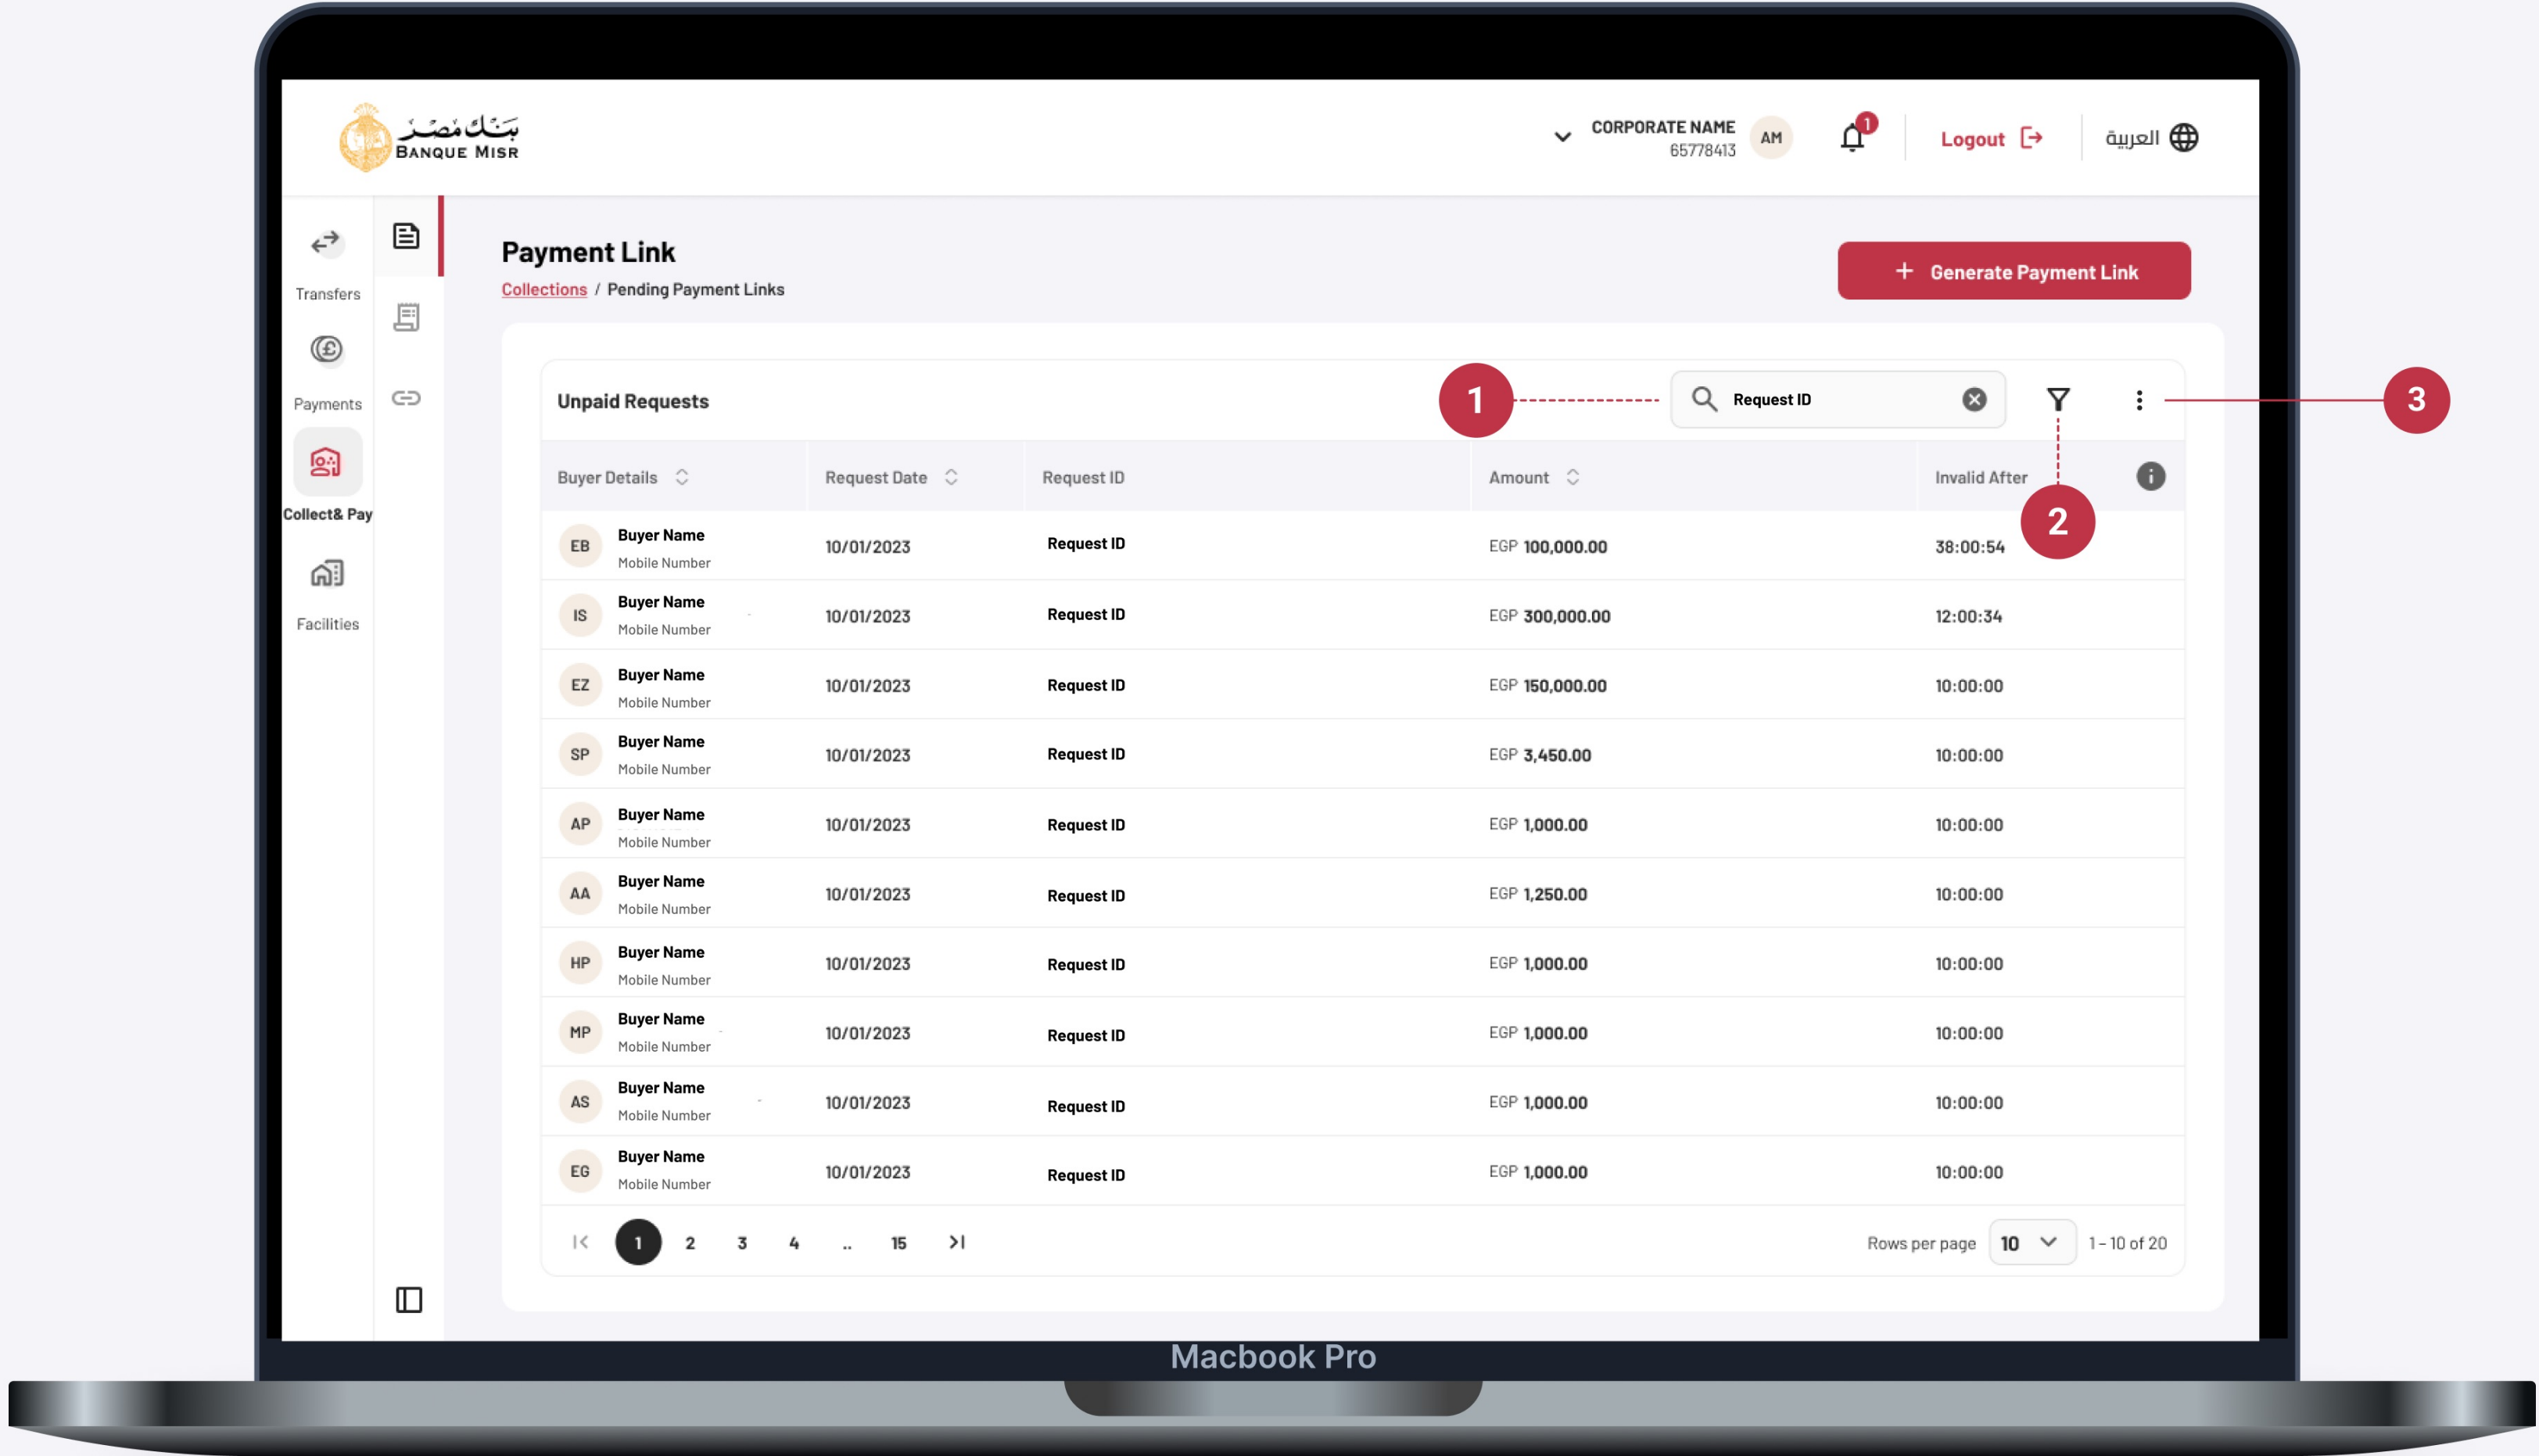 بنك مصر
BANQUE MISR
CORPORATE NAME
65778413
AM
1
Logout
العربية
Transfers
Payments
Collect& Pay
Facilities
Payment Link
Collections / Pending Payment Links
+ Generate Payment Link
Unpaid Requests
1
Request ID
3
Buyer Details
Request Date
Request ID
Amount
Invalid After
i
2
EB
Buyer Name
Mobile Number
10/01/2023
Request ID
EGP 100,000.00
38:00:54
IS
Buyer Name
Mobile Number
10/01/2023
Request ID
EGP 300,000.00
12:00:34
EZ
Buyer Name
Mobile Number
10/01/2023
Request ID
EGP 150,000.00
10:00:00
SP
Buyer Name
Mobile Number
10/01/2023
Request ID
EGP 3,450.00
10:00:00
AP
Buyer Name
Mobile Number
10/01/2023
Request ID
EGP 1,000.00
10:00:00
AA
Buyer Name
Mobile Number
10/01/2023
Request ID
EGP 1,250.00
10:00:00
HP
Buyer Name
Mobile Number
10/01/2023
Request ID
EGP 1,000.00
10:00:00
MP
Buyer Name
Mobile Number
10/01/2023
Request ID
EGP 1,000.00
10:00:00
AS
Buyer Name
Mobile Number
10/01/2023
Request ID
EGP 1,000.00
10:00:00
EG
Buyer Name
Mobile Number
10/01/2023
Request ID
EGP 1,000.00
10:00:00
1 2 3 4 .. 15
Rows per page 10 1 - 10 of 20
Macbook Pro